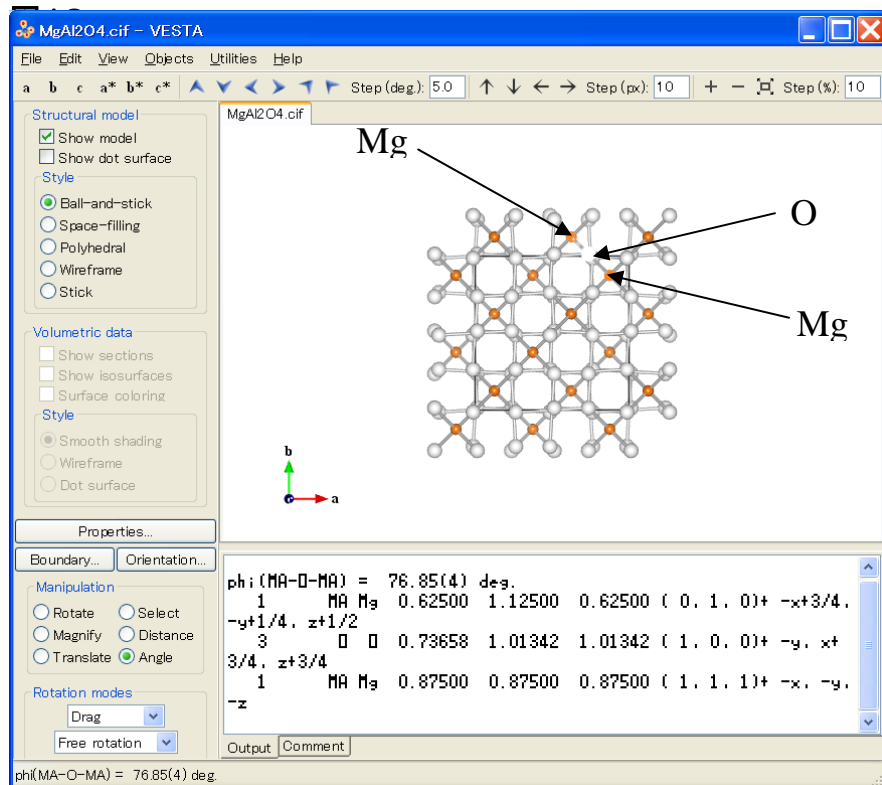 MgAl2O4.cif - VESTA
File Edit View Objects Utilities Help
a b c a* b* c* Step(deg.): 5.0 Step(px): 10 Step(%): 10
Structural model
Show model
Show dot surface
Style
Ball-and-stick
Space-filling
Polyhedral
Wireframe
Stick
Volumetric data
Show sections
Show isosurfaces
Surface coloring
Style
Smooth shading
Wireframe
Dot surface
Properties...
Boundary... Orientation...
Manipulation
Rotate Select
Magnify Distance
Translate Angle
Rotation modes
Drag
Free rotation
MgAl2O4.cif
Mg
O
Mg
b
a
phi(MA-O-MA) = 76.85(4) deg.
1 MA Mg 0.62500 1.12500 0.62500 ( 0, 1, 0)+ -x+3/4,
-y+1/4, z+1/2
3 O O 0.73658 1.01342 1.01342 ( 1, 0, 0)+ -y, x+
3/4, z+3/4
1 MA Mg 0.87500 0.87500 0.87500 ( 1, 1, 1)+ -x, -y,
-z
Output Comment
phi(MA-O-MA) = 76.85(4) deg.